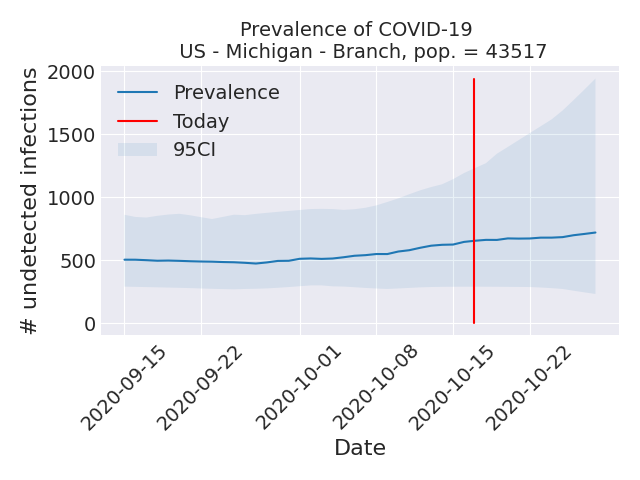 Prevalence of COVID-19
US - Michigan - Branch, pop. = 43517
2000
1500
1000
500
0
# undetected infections
Prevalence
Today
95CI
2020-09-15
2020-09-22
2020-10-01
2020-10-08
2020-10-15
2020-10-22
Date